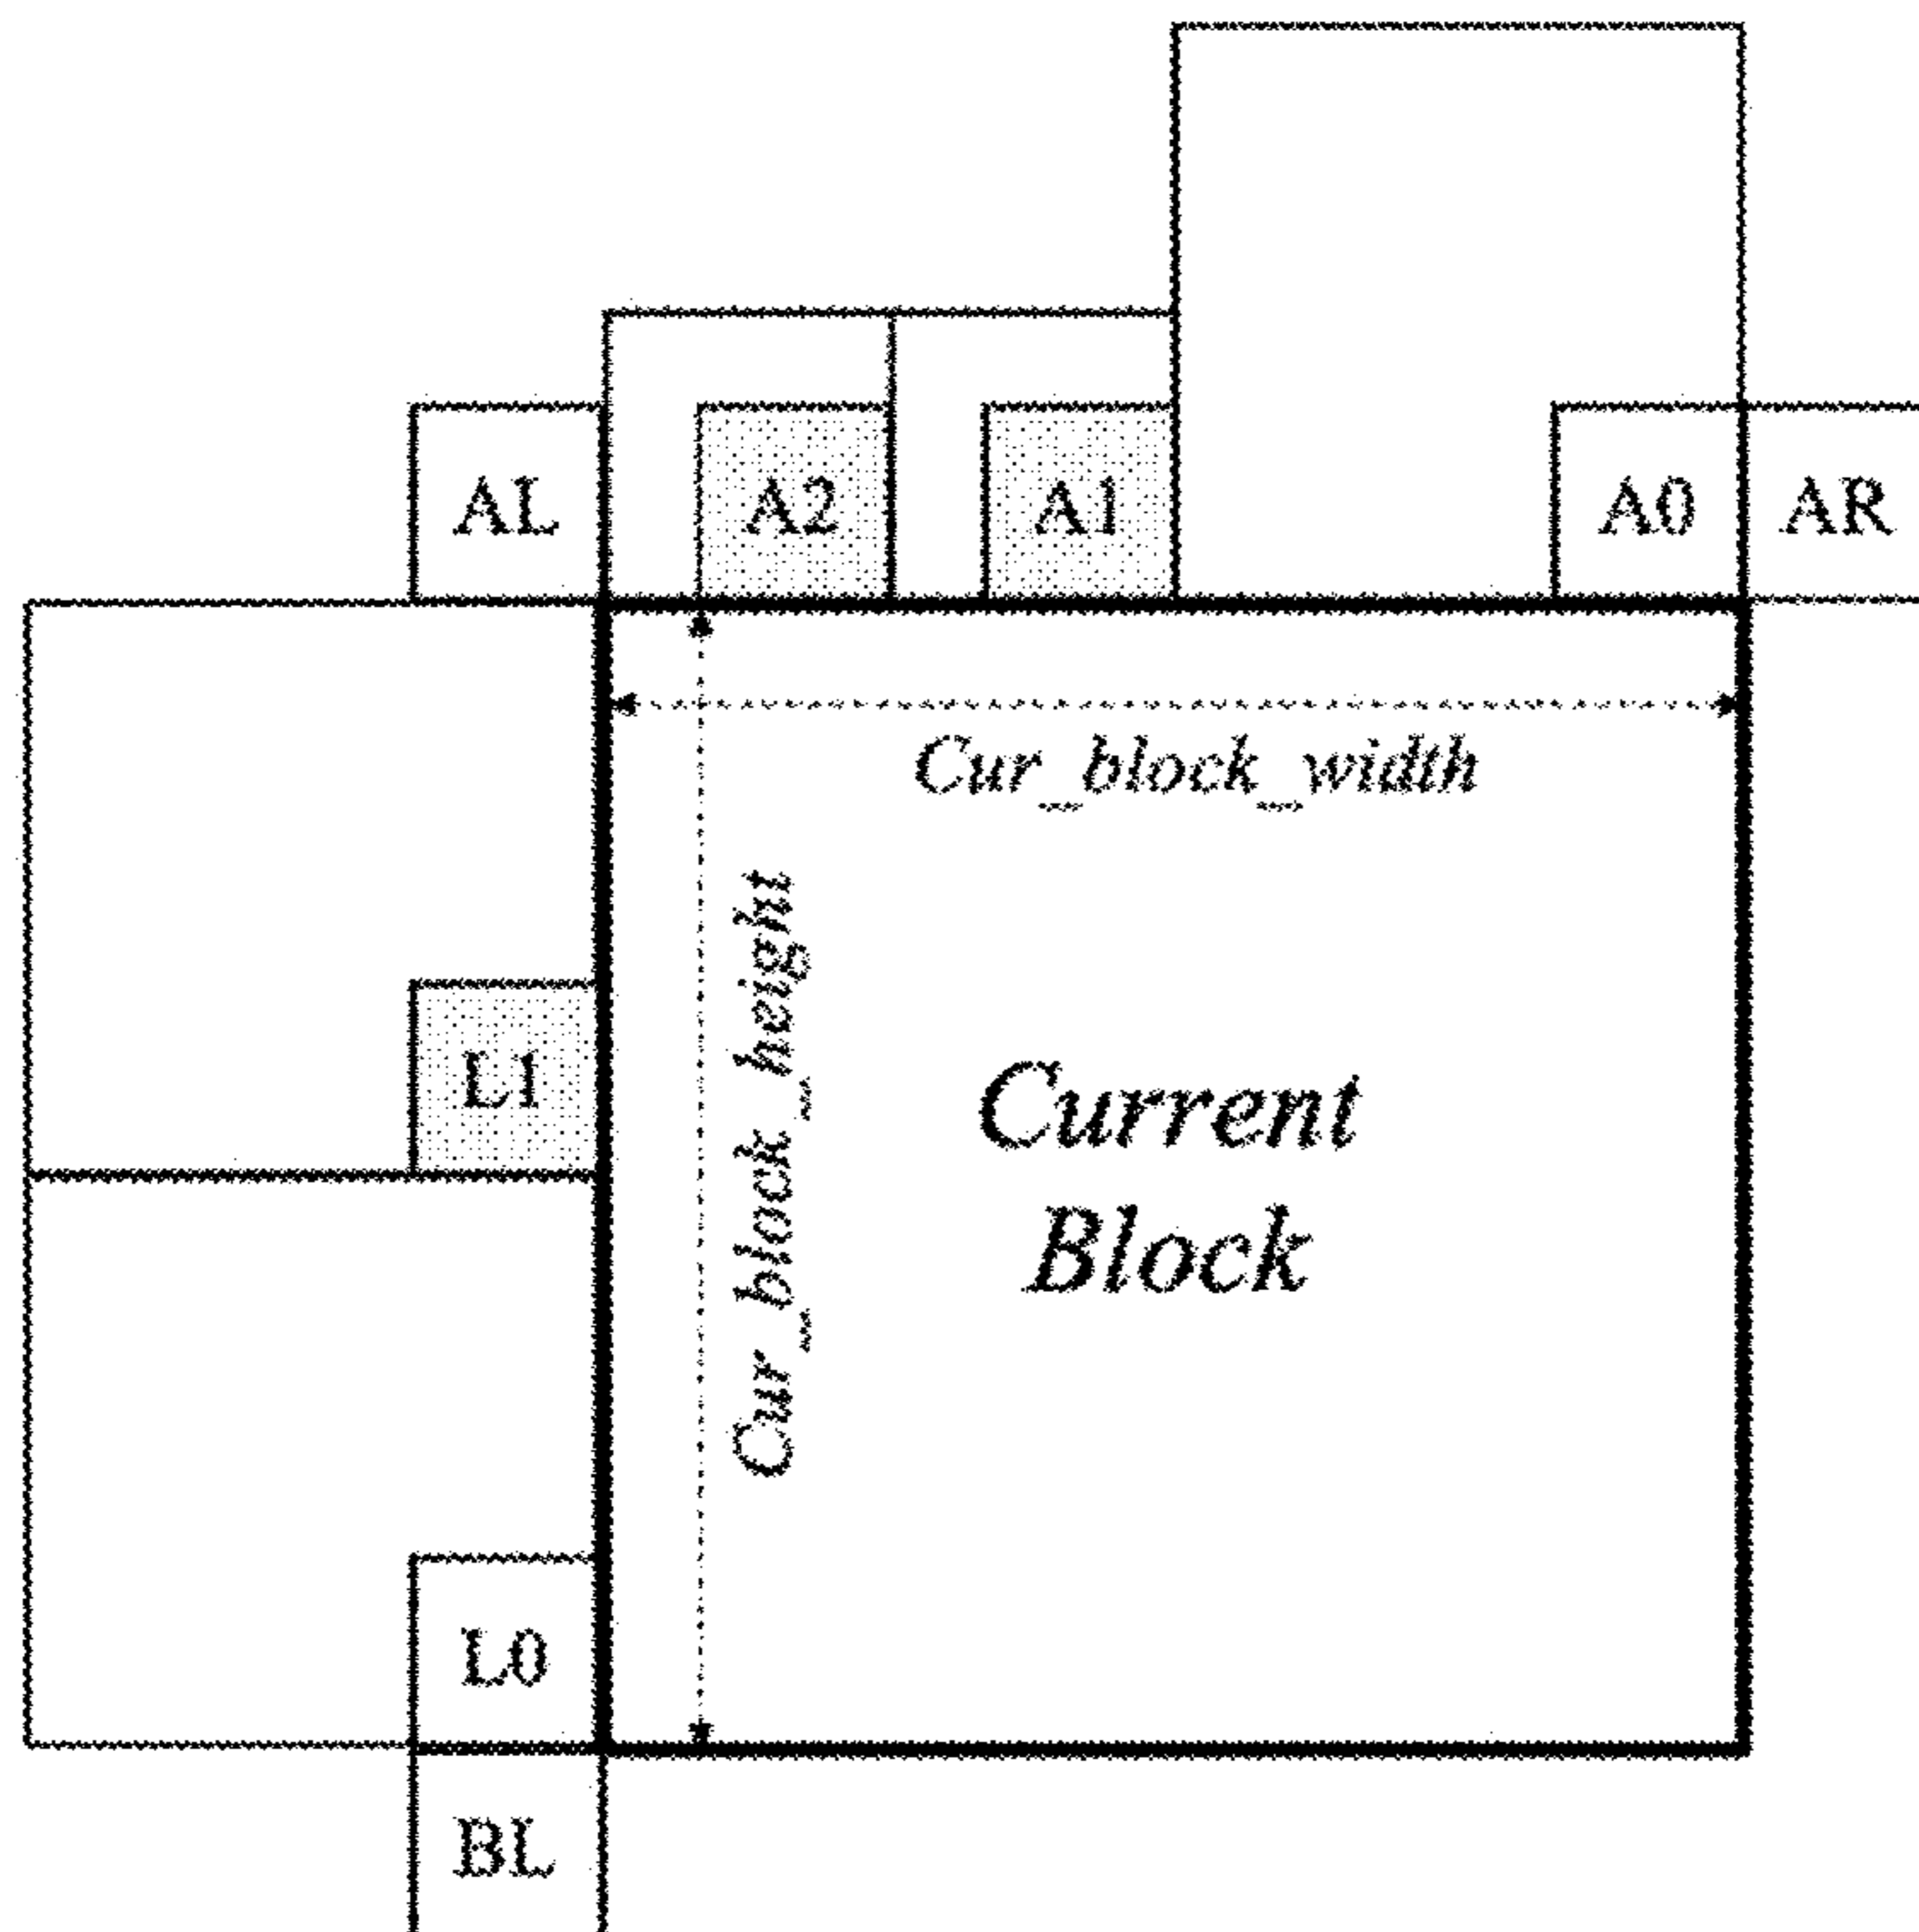 AL A2 A1 A0 AR
Cur_block_width
Cur_block_height
L1
Current
Block
L0
BL